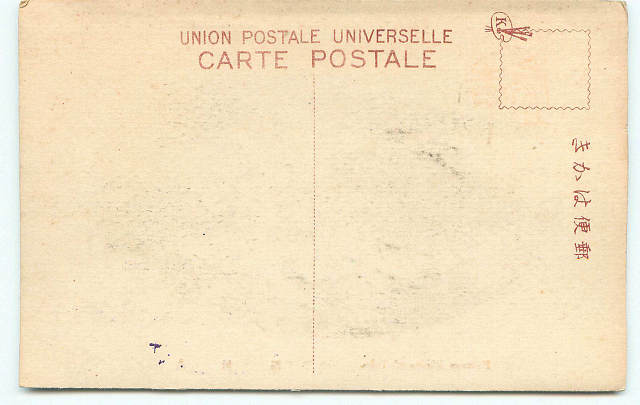 UNION POSTALE UNIVERSELLE
CARTE POSTALE
K
きかは便郵